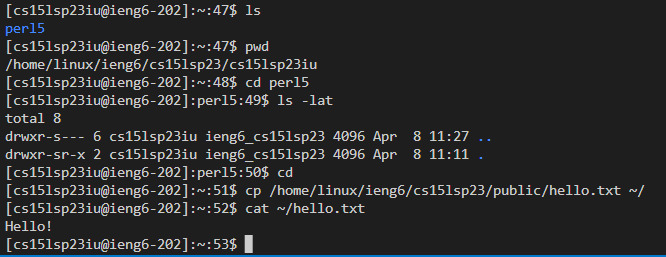 [cs15lsp23iu@ieng6-202]:~:47$ ls
perl5
[cs15lsp23iu@ieng6-202]:~:47$ pwd
/home/linux/ieng6/cs15lsp23/cs15lsp23iu
[cs15lsp23iu@ieng6-202]:~:48$ cd perl5
[cs15lsp23iu@ieng6-202]:perl5:49$ ls -lat
total 8
drwxr-s--- 6 cs15lsp23iu ieng6_cs15lsp23 4096 Apr  8 11:27 ..
drwxr-sr-x 2 cs15lsp23iu ieng6_cs15lsp23 4096 Apr  8 11:11 .
[cs15lsp23iu@ieng6-202]:perl5:50$ cd
[cs15lsp23iu@ieng6-202]:~:51$ cp /home/linux/ieng6/cs15lsp23/public/hello.txt ~/
[cs15lsp23iu@ieng6-202]:~:52$ cat ~/hello.txt
Hello!
[cs15lsp23iu@ieng6-202]:~:53$